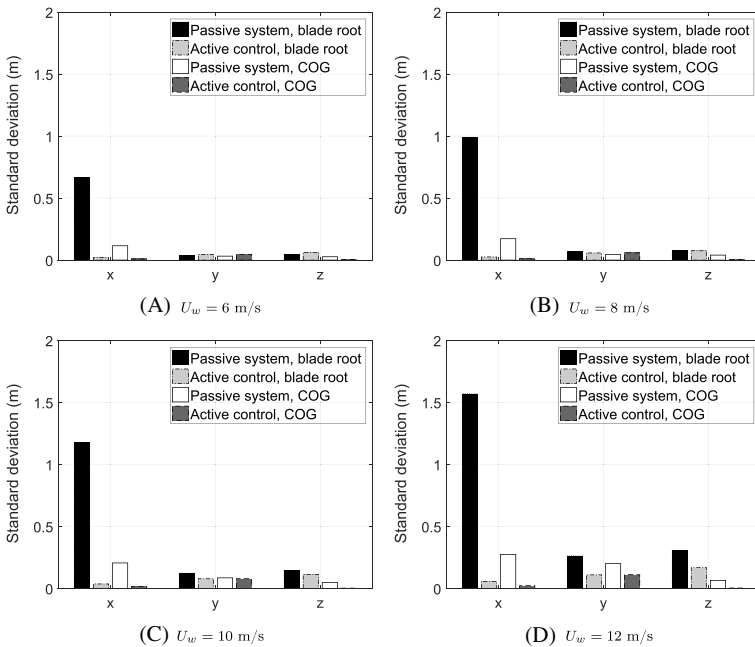 2
1.5
1
0.5
0
Standard deviation (m)
Passive system, blade root
Active control, blade root
Passive system, COG
Active control, COG
x y z
(A) U_w = 6 m/s
2
1.5
1
0.5
0
Standard deviation (m)
Passive system, blade root
Active control, blade root
Passive system, COG
Active control, COG
x y z
(B) U_w = 8 m/s
2
1.5
1
0.5
0
Standard deviation (m)
Passive system, blade root
Active control, blade root
Passive system, COG
Active control, COG
x y z
(C) U_w = 10 m/s
2
1.5
1
0.5
0
Standard deviation (m)
Passive system, blade root
Active control, blade root
Passive system, COG
Active control, COG
x y z
(D) U_w = 12 m/s